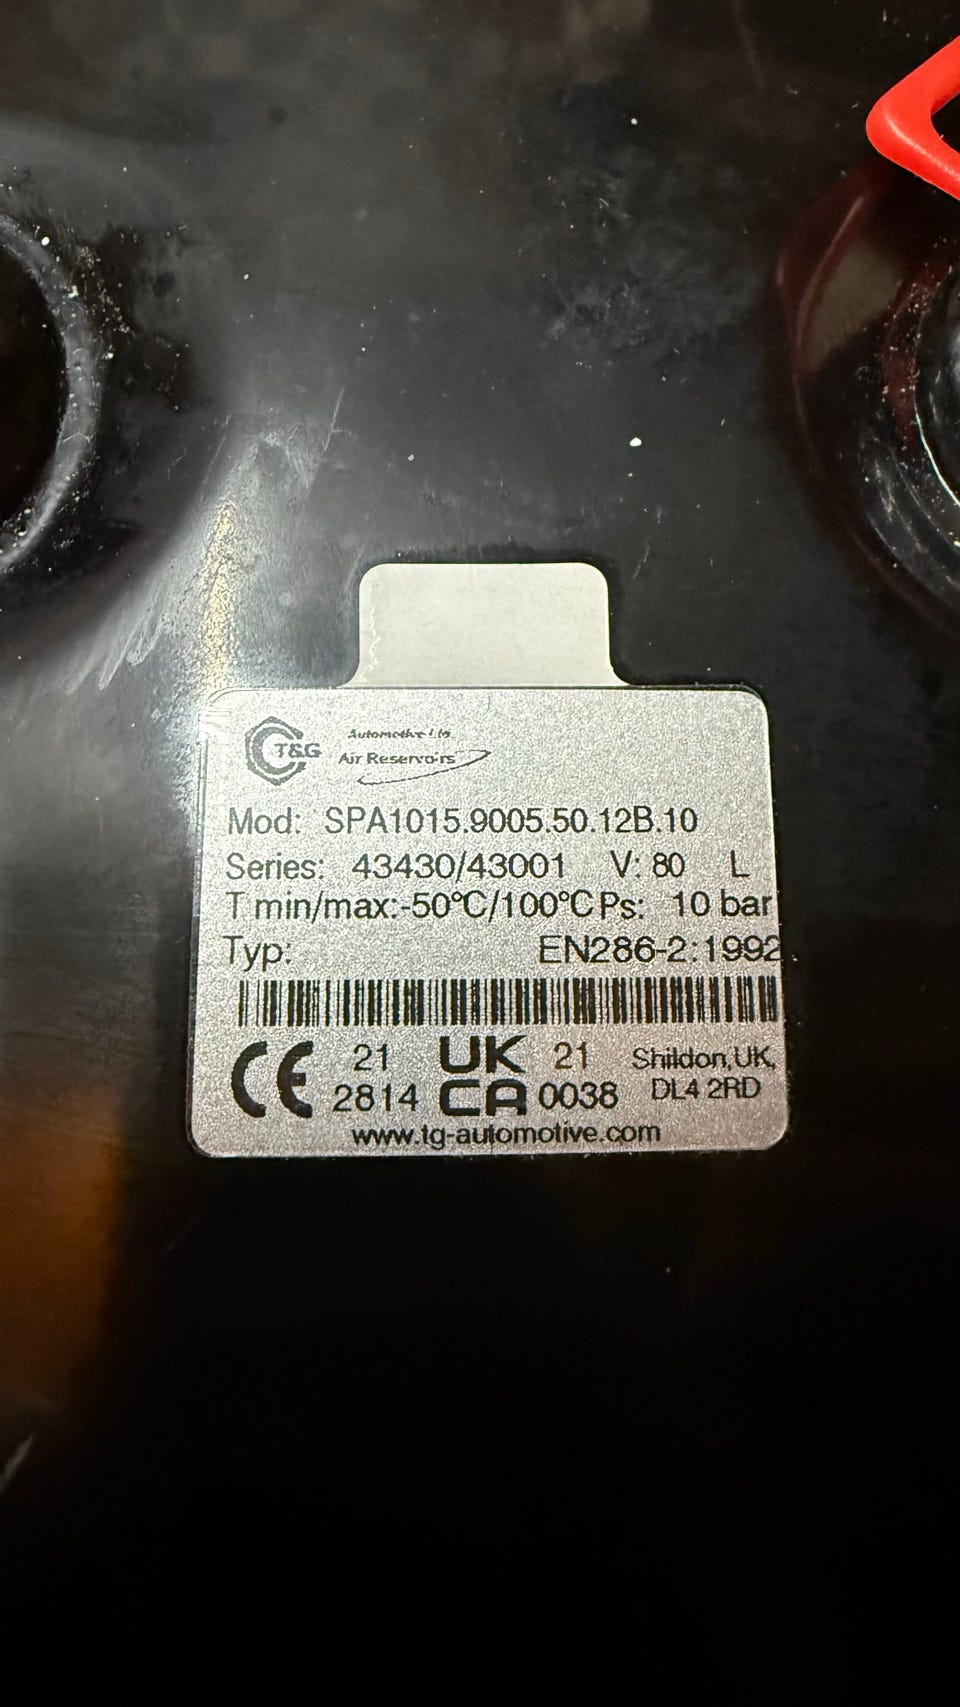 T&G
Automotive Ltd
Air Reservoirs
Mod: SPA1015.9005.50.12B.10
Series: 43430/43001 V: 80 L
T min/max:-50°C/100°C Ps: 10 bar
Typ: EN286-2:1992
CE 21 2814 UK CA 21 0038 Shildon,UK,
DL4 2RD
www.tg-automotive.com